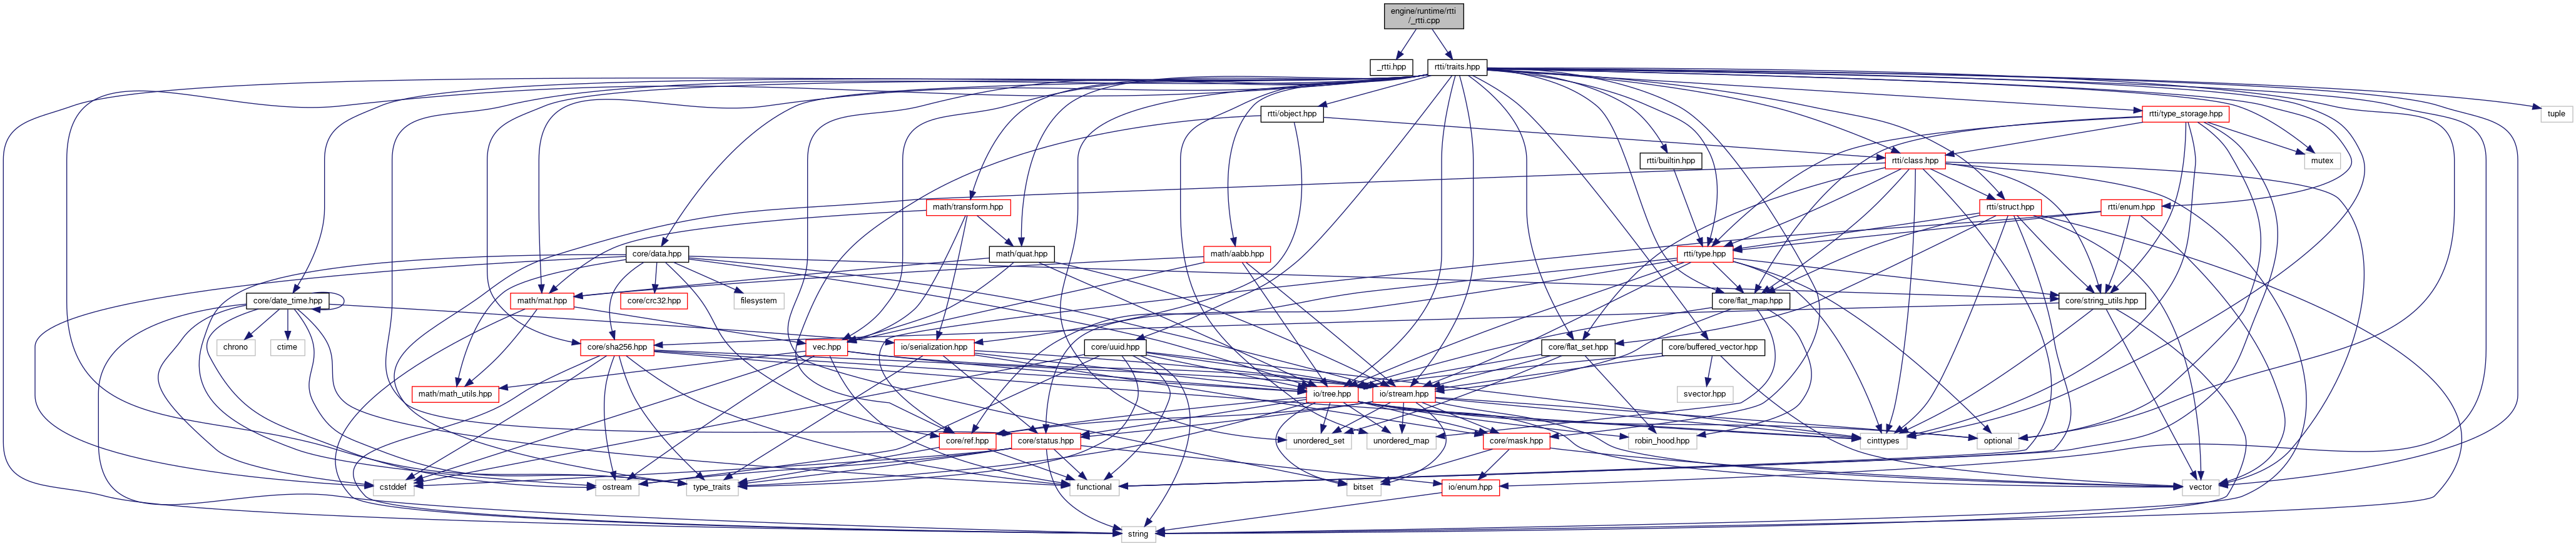 engine/runtime/rtti
/_rtti.cpp
_rtti.hpp
rtti/traits.hpp
rtti/object.hpp
rtti/type_storage.hpp
tuple
rtti/builtin.hpp
rtti/class.hpp
mutex
math/transform.hpp
rtti/struct.hpp
rtti/enum.hpp
core/data.hpp
math/quat.hpp
math/aabb.hpp
rtti/type.hpp
core/date_time.hpp
math/mat.hpp
core/crc32.hpp
filesystem
core/flat_map.hpp
core/string_utils.hpp
chrono
ctime
core/sha256.hpp
vec.hpp
io/serialization.hpp
core/uuid.hpp
core/flat_set.hpp
core/buffered_vector.hpp
math/math_utils.hpp
io/tree.hpp
io/stream.hpp
svector.hpp
core/ref.hpp
core/status.hpp
unordered_set
unordered_map
core/mask.hpp
robin_hood.hpp
cinttypes
optional
cstddef
ostream
type_traits
functional
bitset
io/enum.hpp
vector
string